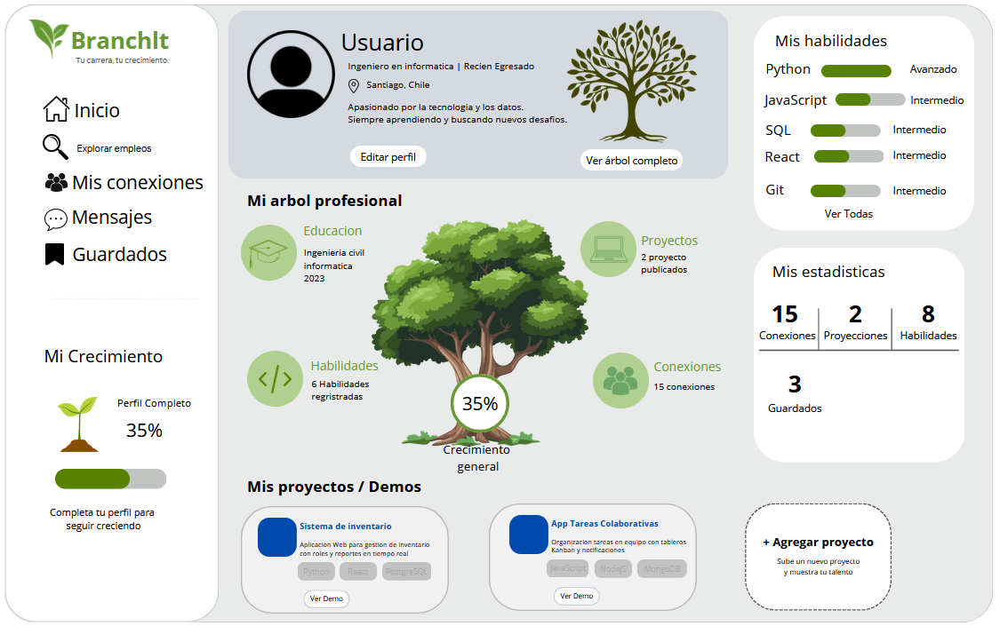 BranchIt
Tu carrera, tu crecimiento.
Inicio
Explorar empleos
Mis conexiones
Mensajes
Guardados
Mi Crecimiento
Perfil Completo
35%
Completa tu perfil para
seguir creciendo
Usuario
Ingeniero en informatica | Recien Egresado
Santiago, Chile
Apasionado por la tecnologia y los datos.
Siempre aprendiendo y buscando nuevos desafios.
Editar perfil
Ver árbol completo
Mi arbol profesional
Educacion
Ingenieria civil
informatica
2023
Proyectos
2 proyecto
publicados
Habilidades
6 Habilidades
regristradas
Conexiones
15 conexiones
35%
Crecimiento
general
Mis proyectos / Demos
Sistema de inventario
Aplicacion Web para gestion de inventario
con roles y reportes en tiempo real
Python React PostgreSQL
Ver Demo
App Tareas Colaborativas
Organizacion tareas en equipo con tableros
Kanban y notificaciones
JavaScript NodeJS MongoDB
Ver Demo
+ Agregar proyecto
Sube un nuevo proyecto
y muestra tu talento
Mis habilidades
Python Avanzado
JavaScript Intermedio
SQL Intermedio
React Intermedio
Git Intermedio
Ver Todas
Mis estadisticas
15 2 8
Conexiones Proyecciones Habilidades
3
Guardados